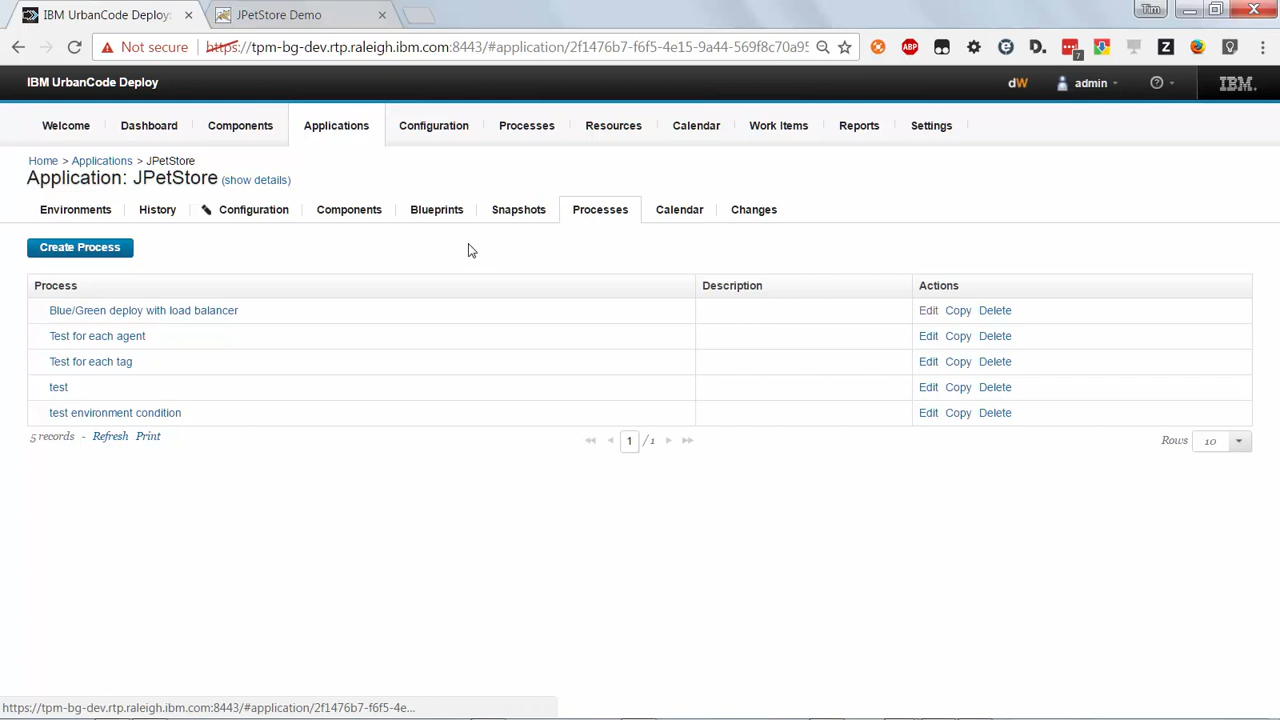 IBM UrbanCode Deploy:
JPetStore Demo
Tim
Not secure
https://tpm-bg-dev.rtp.raleigh.ibm.com:8443/#application/2f1476b7-f6f5-4e15-9a44-569f8c70a95
ABP
7
IBM UrbanCode Deploy
dW
admin
IBM.
Welcome
Dashboard
Components
Applications
Configuration
Processes
Resources
Calendar
Work Items
Reports
Settings
Home > Applications > JPetStore
Application: JPetStore (show details)
Environments
History
Configuration
Components
Blueprints
Snapshots
Processes
Calendar
Changes
Create Process
Process Description Actions
Blue/Green deploy with load balancer Edit Copy Delete
Test for each agent Edit Copy Delete
Test for each tag Edit Copy Delete
test Edit Copy Delete
test environment condition Edit Copy Delete
5 records - Refresh Print
1 / 1
Rows 10
https://tpm-bg-dev.rtp.raleigh.ibm.com:8443/#application/2f1476b7-f6f5-4e...